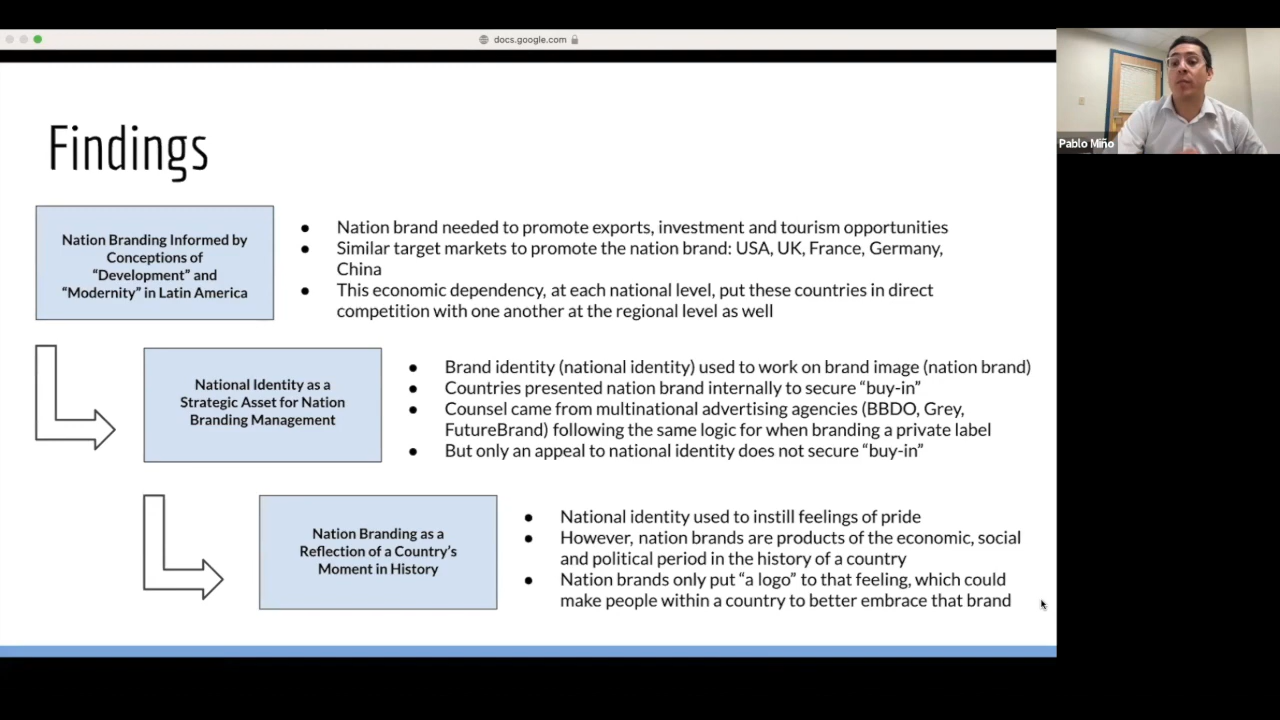 docs.google.com
Pablo Miño
Findings
Nation Branding Informed by
Conceptions of
“Development” and
“Modernity” in Latin America
● Nation brand needed to promote exports, investment and tourism opportunities
● Similar target markets to promote the nation brand: USA, UK, France, Germany,
China
● This economic dependency, at each national level, put these countries in direct
competition with one another at the regional level as well
National Identity as a
Strategic Asset for Nation
Branding Management
● Brand identity (national identity) used to work on brand image (nation brand)
● Countries presented nation brand internally to secure “buy-in”
● Counsel came from multinational advertising agencies (BBDO, Grey,
FutureBrand) following the same logic for when branding a private label
● But only an appeal to national identity does not secure “buy-in”
Nation Branding as a
Reflection of a Country’s
Moment in History
● National identity used to instill feelings of pride
● However, nation brands are products of the economic, social
and political period in the history of a country
● Nation brands only put “a logo” to that feeling, which could
make people within a country to better embrace that brand